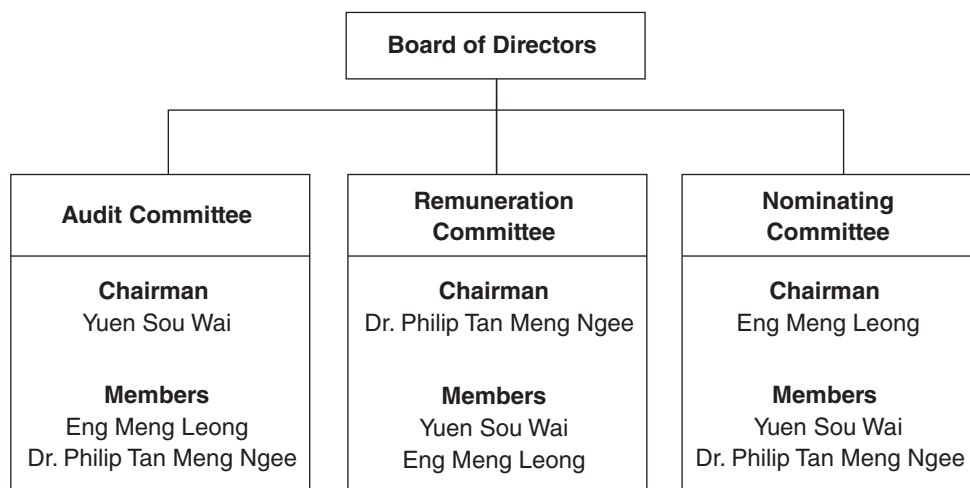 Board of Directors
Audit Committee
Chairman
Yuen Sou Wai
Members
Eng Meng Leong
Dr. Philip Tan Meng Ngee
Remuneration
Committee
Chairman
Dr. Philip Tan Meng Ngee
Members
Yuen Sou Wai
Eng Meng Leong
Nominating
Committee
Chairman
Eng Meng Leong
Members
Yuen Sou Wai
Dr. Philip Tan Meng Ngee